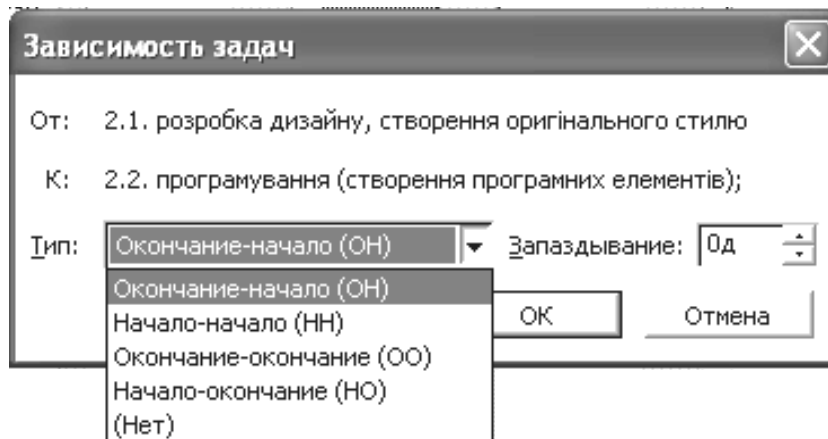 Зависимость задач
От: 2.1. розробка дизайну, створення оригінального стилю
К: 2.2. програмування (створення програмних елементів);
Тип: Окончание-начало (ОН) Запаздывание: 0д
Окончание-начало (ОН)
Начало-начало (НН)
Окончание-окончание (ОО)
Начало-окончание (НО)
(Нет)
ОК Отмена